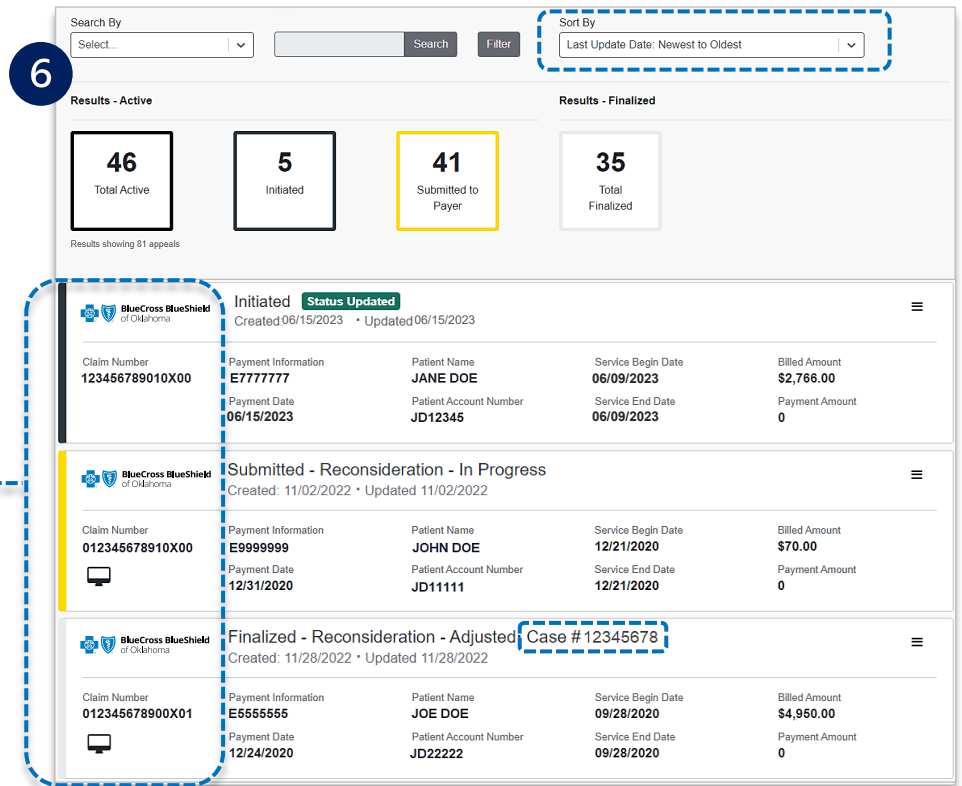 6
Search By
Select...
Search
Filter
Sort By
Last Update Date: Newest to Oldest
Results - Active
Results - Finalized
46
Total Active
5
Initiated
41
Submitted to
Payer
35
Total
Finalized
Results showing 81 appeals
BlueCross BlueShield
of Oklahoma
Initiated Status Updated
Created:06/15/2023 • Updated 06/15/2023
Claim Number
123456789010X00
Payment Information
E7777777
Patient Name
JANE DOE
Service Begin Date
06/09/2023
Billed Amount
$2,766.00
Payment Date
06/15/2023
Patient Account Number
JD12345
Service End Date
06/09/2023
Payment Amount
0
BlueCross BlueShield
of Oklahoma
Submitted - Reconsideration - In Progress
Created: 11/02/2022 • Updated 11/02/2022
Claim Number
012345678910X00
Payment Information
E9999999
Patient Name
JOHN DOE
Service Begin Date
12/21/2020
Billed Amount
$70.00
Payment Date
12/31/2020
Patient Account Number
JD11111
Service End Date
12/21/2020
Payment Amount
0
BlueCross BlueShield
of Oklahoma
Finalized - Reconsideration - Adjusted Case #12345678
Created: 11/28/2022 • Updated 11/28/2022
Claim Number
012345678900X01
Payment Information
E5555555
Patient Name
JOE DOE
Service Begin Date
09/28/2020
Billed Amount
$4,950.00
Payment Date
12/24/2020
Patient Account Number
JD22222
Service End Date
09/28/2020
Payment Amount
0